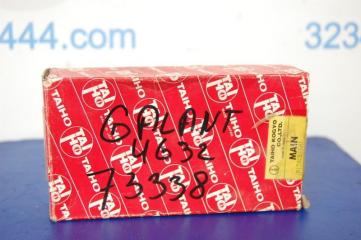 444.com
323
TAIHO
GALANT
4G32
73338
TAIHO KOGYO
CO.,LTD.
MAIN